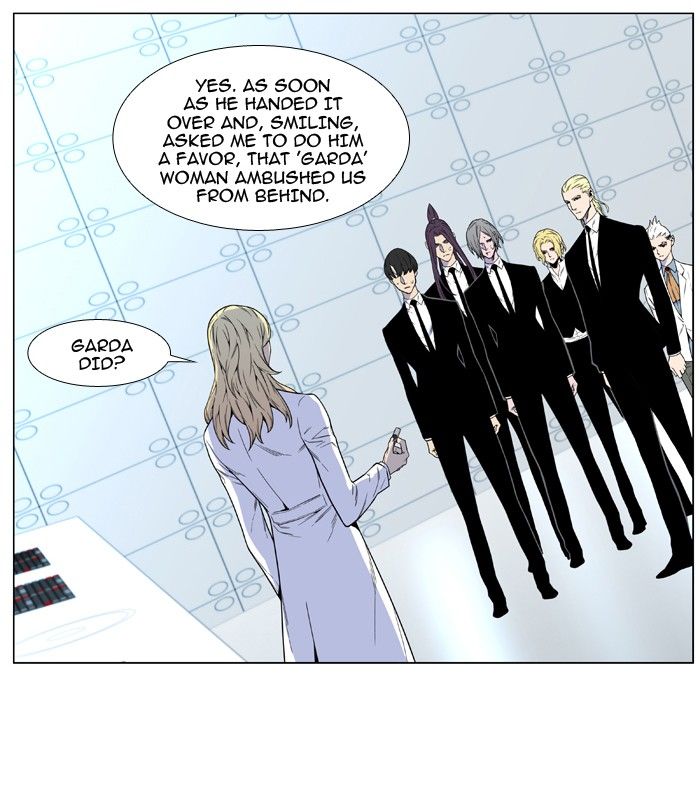 YES. AS SOON
AS HE HANDED IT
OVER AND, SMILING,
ASKED ME TO DO HIM
A FAVOR, THAT 'GARDA'
WOMAN AMBUSHED US
FROM BEHIND.
GARDA
DID?